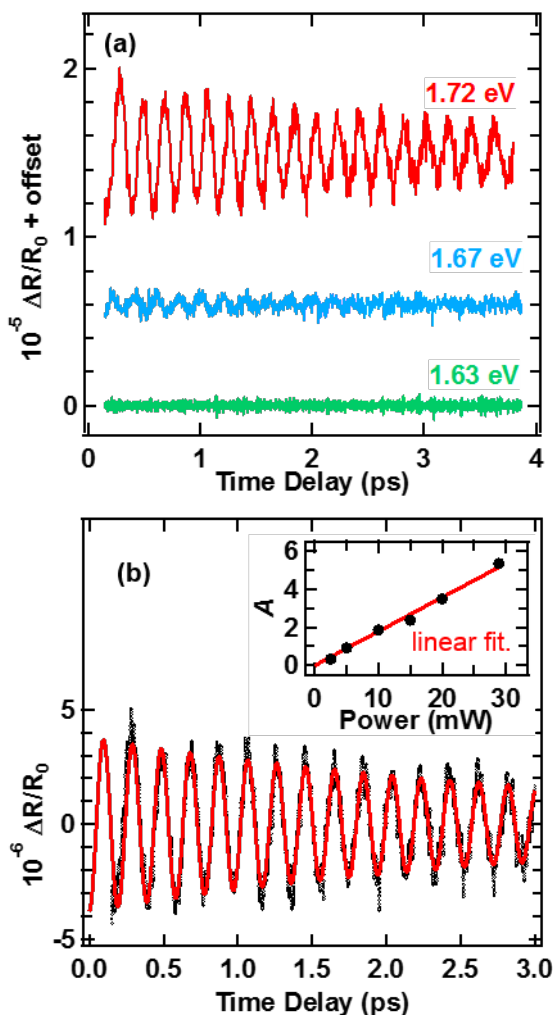 (a)
2
1.72 eV
10⁻⁵ ΔR/R₀ + offset
1
1.67 eV
1.63 eV
0
0 1 2 3 4
Time Delay (ps)
(b)
6
4
A
2
linear fit.
0
0 10 20 30
Power (mW)
5
10⁻⁶ ΔR/R₀
0
-5
0.0 0.5 1.0 1.5 2.0 2.5 3.0
Time Delay (ps)